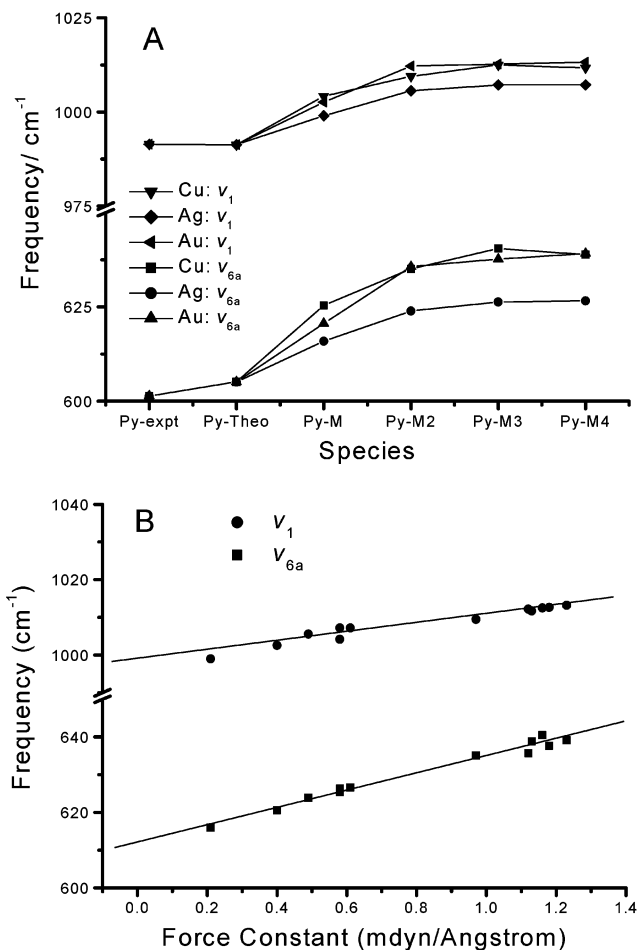 A
1025
1000
975
625
600
Frequency/ cm-1
Cu: v1
Ag: v1
Au: v1
Cu: v6a
Ag: v6a
Au: v6a
Py-expt Py-Theo Py-M Py-M2 Py-M3 Py-M4
Species
B
v1
v6a
1040
1020
1000
640
620
600
Frequency (cm-1)
0.0 0.2 0.4 0.6 0.8 1.0 1.2 1.4
Force Constant (mdyn/Angstrom)